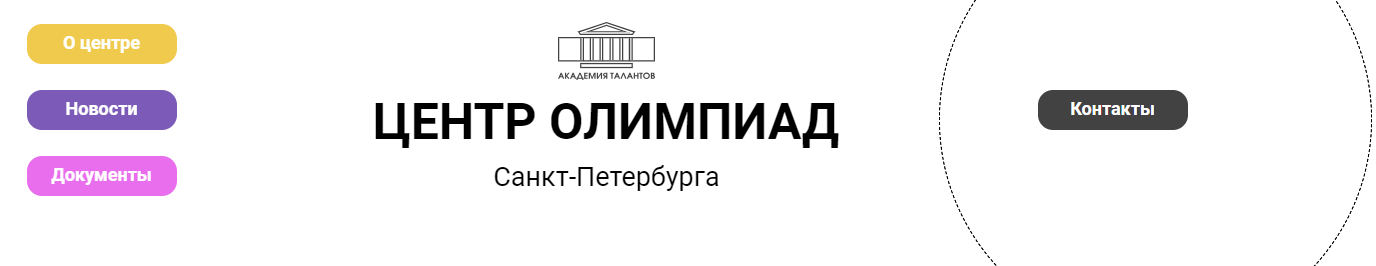 О центре
Новости
Документы
АКАДЕМИЯ ТАЛАНТОВ
ЦЕНТР ОЛИМПИАД
Санкт-Петербурга
Контакты